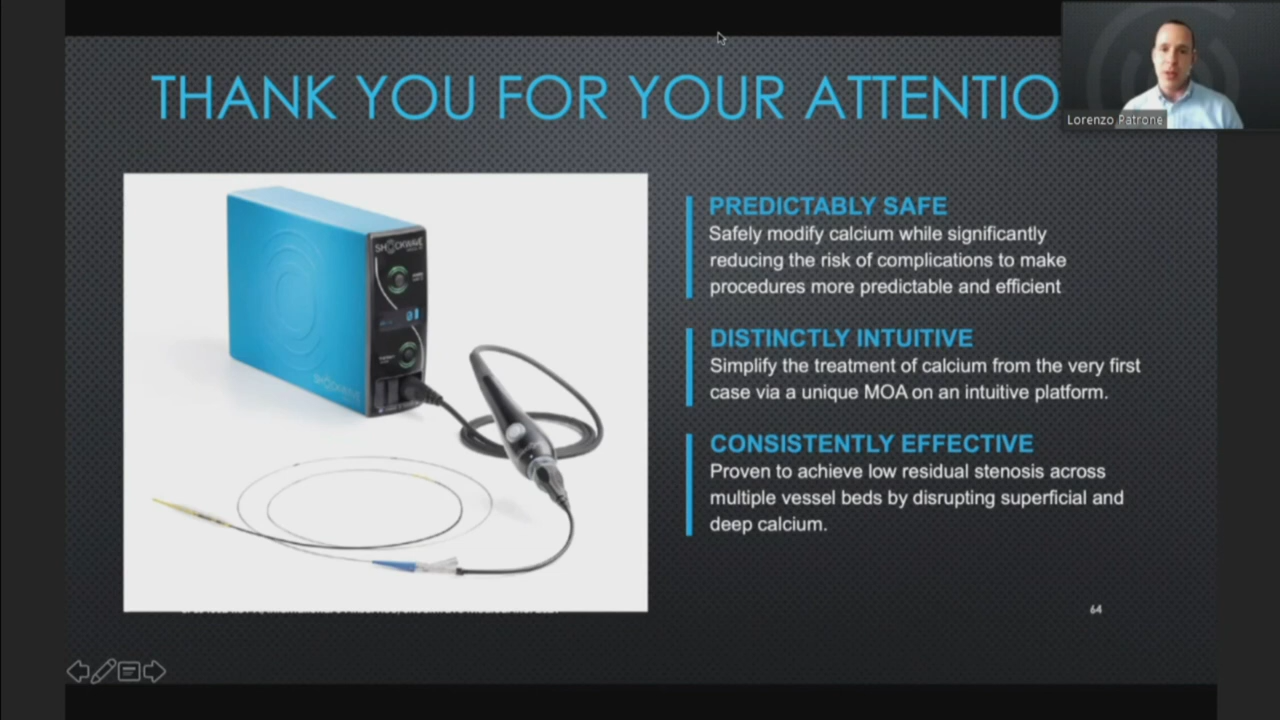 THANK YOU FOR YOUR ATTENTIO
Lorenzo Patrone
SHOCKWAVE
SHOCKWAVE
PREDICTABLY SAFE
Safely modify calcium while significantly
reducing the risk of complications to make
procedures more predictable and efficient
DISTINCTLY INTUITIVE
Simplify the treatment of calcium from the very first
case via a unique MOA on an intuitive platform.
CONSISTENTLY EFFECTIVE
Proven to achieve low residual stenosis across
multiple vessel beds by disrupting superficial and
deep calcium.
64